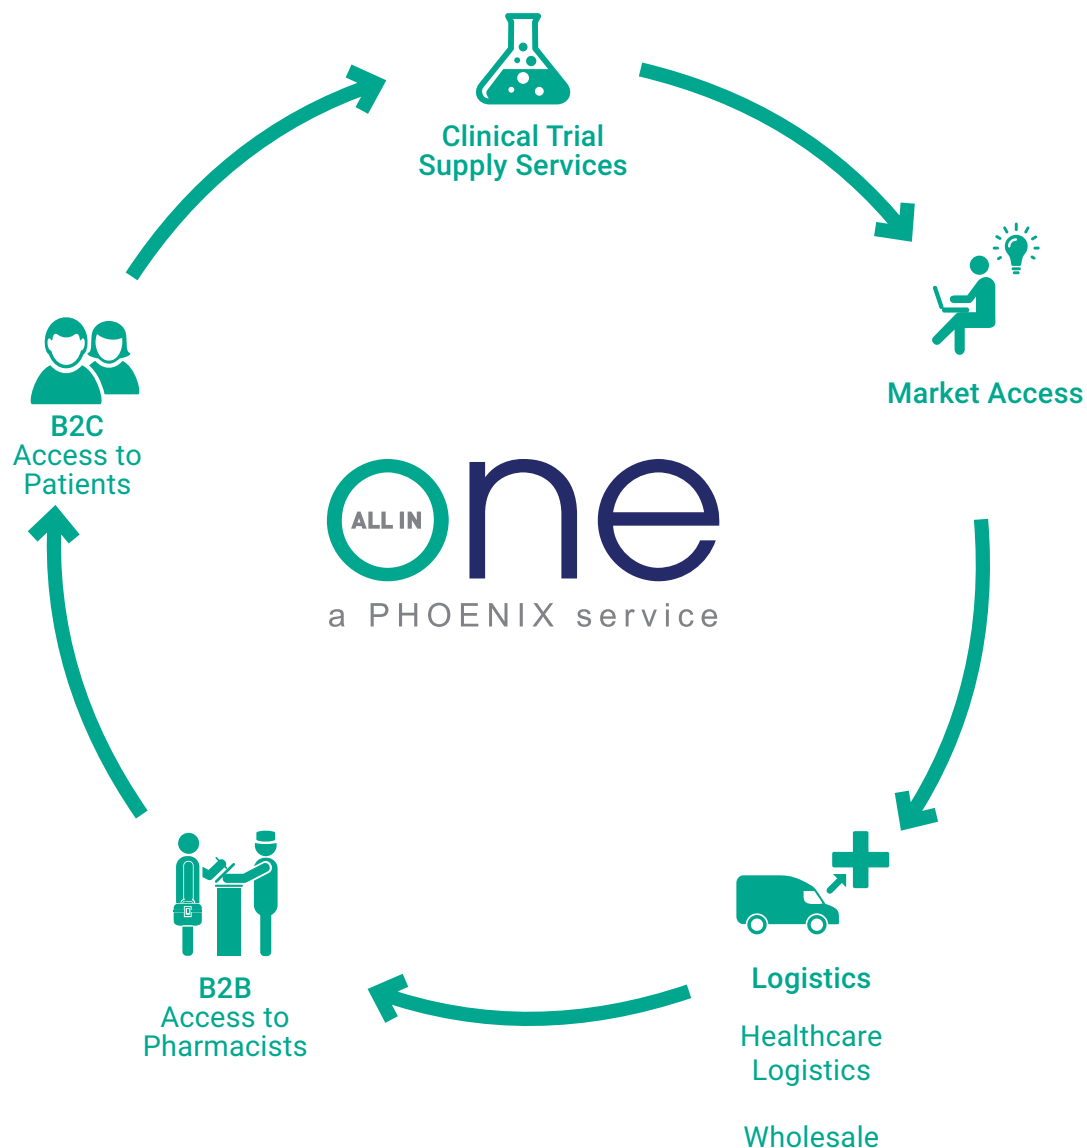 Clinical Trial
Supply Services
Market Access
B2C
Access to
Patients
ALL IN
one
a PHOENIX service
B2B
Access to
Pharmacists
Logistics
Healthcare
Logistics
Wholesale